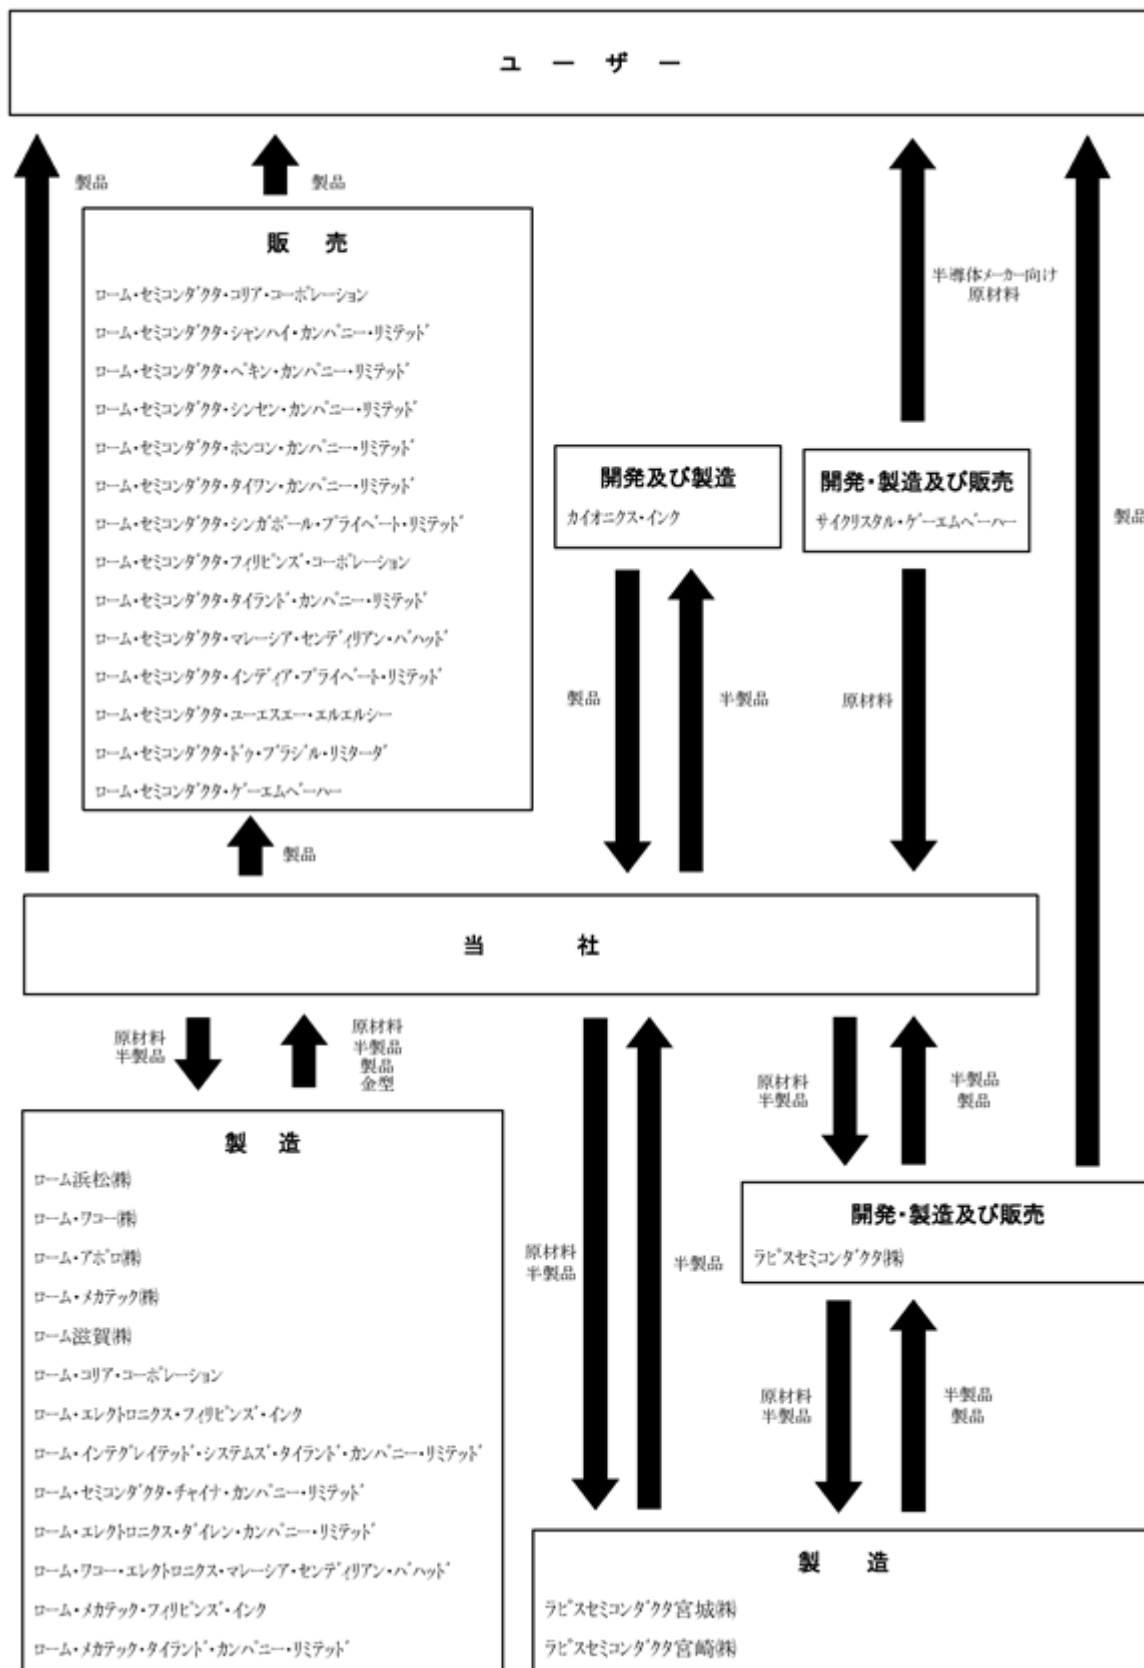 ユーザー
製品
製品
販売
ローム・セミコンダクタ・コリア・コーポレーション
ローム・セミコンダクタ・シャンハイ・カンパニー・リミテッド
ローム・セミコンダクタ・ペキン・カンパニー・リミテッド
ローム・セミコンダクタ・シンセン・カンパニー・リミテッド
ローム・セミコンダクタ・ホンコン・カンパニー・リミテッド
ローム・セミコンダクタ・タイワン・カンパニー・リミテッド
ローム・セミコンダクタ・シンガポール・プライベート・リミテッド
ローム・セミコンダクタ・フィリピンズ・コーポレーション
ローム・セミコンダクタ・タイランド・カンパニー・リミテッド
ローム・セミコンダクタ・マレーシア・センディリアン・バハッド
ローム・セミコンダクタ・インディア・プライベート・リミテッド
ローム・セミコンダクタ・ユーエスエー・エルエルシー
ローム・セミコンダクタ・ドゥ・ブラジル・リミターダ
ローム・セミコンダクタ・ゲーエムベーハー
半導体メーカー向け
原材料
開発及び製造
カイオニクス・インク
開発・製造及び販売
サイクリスタル・ゲーエムベーハー
製品
製品
半製品
原材料
製品
当社
原材料
半製品
原材料
半製品
製品
金型
原材料
半製品
半製品
製品
製造
ローム浜松㈱
ローム・ワコー㈱
ローム・アポロ㈱
ローム・メカテック㈱
ローム滋賀㈱
ローム・コリア・コーポレーション
ローム・エレクトロニクス・フィリピンズ・インク
ローム・インテグレイテッド・システムズ・タイランド・カンパニー・リミテッド
ローム・セミコンダクタ・チャイナ・カンパニー・リミテッド
ローム・エレクトロニクス・ダイレン・カンパニー・リミテッド
ローム・ワコー・エレクトロニクス・マレーシア・センディリアン・バハッド
ローム・メカテック・フィリピンズ・インク
ローム・メカテック・タイランド・カンパニー・リミテッド
原材料
半製品
半製品
開発・製造及び販売
ラピスセミコンダクタ㈱
原材料
半製品
半製品
製品
製造
ラピスセミコンダクタ宮城㈱
ラピスセミコンダクタ宮崎㈱